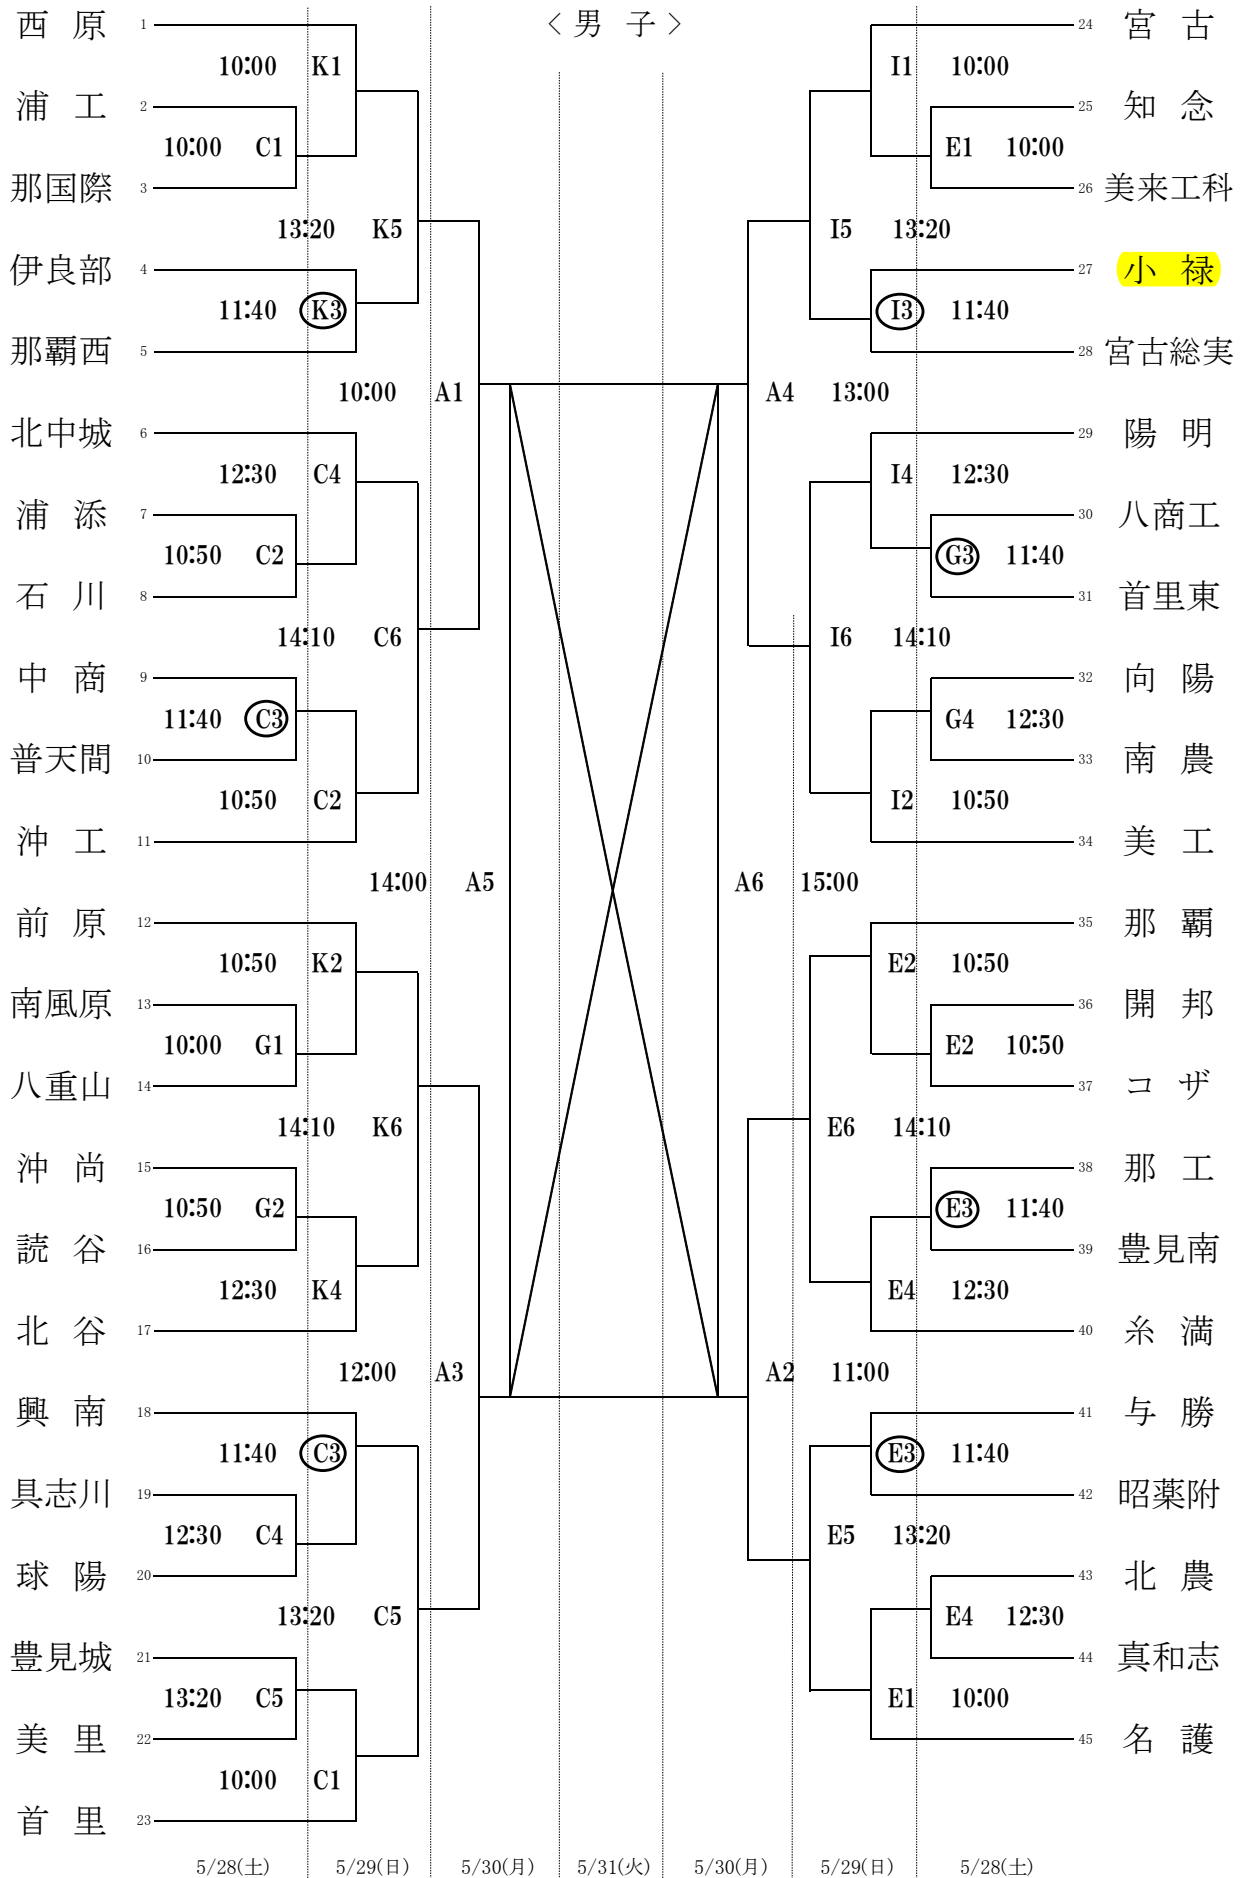 ＜ 男 子 ＞
西 原 1
10:00 K1
浦 工 2
10:00 C1
那国際 3
13:20 K5
伊良部 4
11:40 K3
那覇西 5
10:00 A1
北中城 6
12:30 C4
浦 添 7
10:50 C2
石 川 8
14:10 C6
中 商 9
11:40 C3
普天間 10
10:50 C2
沖 工 11
14:00 A5
前 原 12
10:50 K2
南風原 13
10:00 G1
八重山 14
14:10 K6
沖 尚 15
10:50 G2
読 谷 16
12:30 K4
北 谷 17
12:00 A3
興 南 18
11:40 C3
具志川 19
12:30 C4
球 陽 20
13:20 C5
豊見城 21
13:20 C5
美 里 22
10:00 C1
首 里 23
24 宮 古
I1 10:00
25 知 念
E1 10:00
26 美来工科
I5 13:20
27 小 禄
I3 11:40
28 宮古総実
A4 13:00
29 陽 明
I4 12:30
30 八商工
G3 11:40
31 首里東
I6 14:10
32 向 陽
G4 12:30
33 南 農
I2 10:50
34 美 工
A6 15:00
35 那 覇
E2 10:50
36 開 邦
E2 10:50
37 コ ザ
E6 14:10
38 那 工
E3 11:40
39 豊見南
E4 12:30
40 糸 満
A2 11:00
41 与 勝
E3 11:40
42 昭薬附
E5 13:20
43 北 農
E4 12:30
44 真和志
E1 10:00
45 名 護
5/28(土) 5/29(日) 5/30(月) 5/31(火) 5/30(月) 5/29(日) 5/28(土)